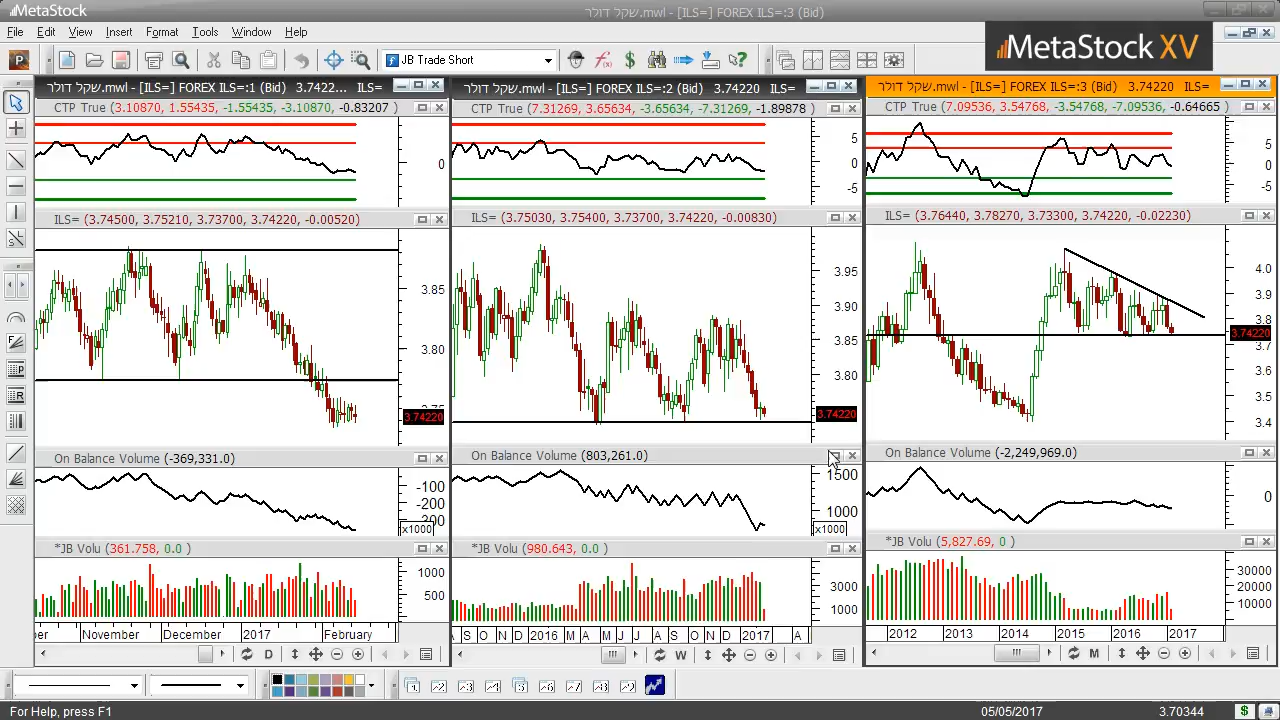 MetaStock
שקל דולר.mwl - [ILS=] FOREX ILS=:3 (Bid)
File Edit View Insert Format Tools Window Help
MetaStock XV
JB Trade Short
שקל דולר.mwl - [ILS=] FOREX ILS=:1 (Bid) 3.7422... ILS=
CTP True (3.10870, 1.55435, -1.55435, -3.10870, -0.83207 )
0
ILS= (3.74500, 3.75210, 3.73700, 3.74220, -0.00520)
3.85
3.80
3.74220
On Balance Volume (-369,331.0)
-100
-200
x1000
*JB Volu (361.758, 0.0 )
1000
500
November December 2017 February
D
שקל דולר.mwl - [ILS=] FOREX ILS=:2 (Bid) 3.74220 ILS=
CTP True (7.31269, 3.65634, -3.65634, -7.31269, -1.89878 )
5
0
-5
ILS= (3.75030, 3.75400, 3.73700, 3.74220, -0.00830)
3.95
3.90
3.85
3.80
3.74220
On Balance Volume (803,261.0)
1500
1000
x1000
*JB Volu (980.643, 0.0 )
3000
1000
S O N D 2016 M A M J J A S O N D 2017 A
W
שקל דולר.mwl - [ILS=] FOREX ILS=:3 (Bid) 3.74220 ILS=
CTP True (7.09536, 3.54768, -3.54768, -7.09536, -0.64665 )
5
0
-5
ILS= (3.76440, 3.78270, 3.73300, 3.74220, -0.02230)
4.0
3.9
3.8
3.74220
3.7
3.6
3.5
3.4
On Balance Volume (-2,249,969.0)
0
*JB Volu (5,827.69, 0 )
30000
20000
10000
2012 2013 2014 2015 2016 2017
M
For Help, press F1
05/05/2017
3.70344